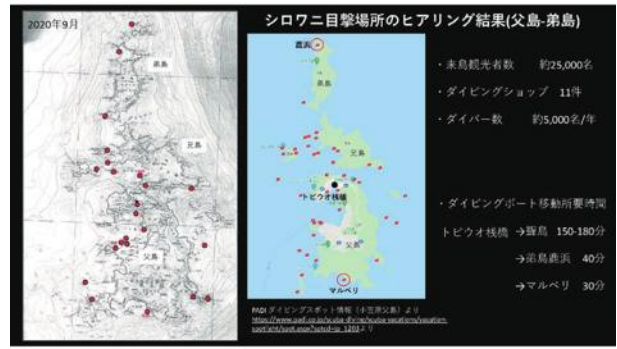 シロワニ目撃場所のヒアリング結果(父島-弟島)
2020年9月
弟島
兄島
父島
鹿浜
弟島
兄島
トビウオ桟橋
父島
マルベリ
・来島観光者数 約25,000名
・ダイビングショップ 11件
・ダイバー数 約5,000名/年
・ダイビングボート移動所要時間
トビウオ桟橋 →聟島 150-180分
→弟島鹿浜 40分
→マルベリ 30分
PADI ダイビングスポット情報（小笠原父島）より